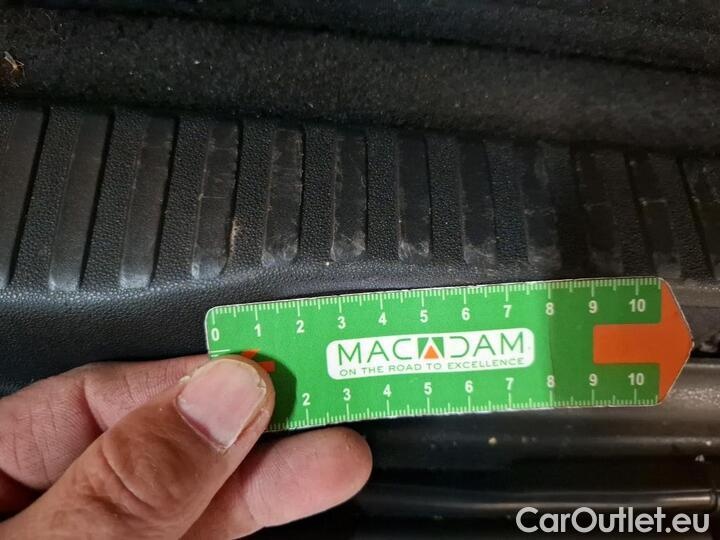 0 1 2 3 4 5 6 7 8 9 10
MACADAM
ON THE ROAD TO EXCELLENCE
2 3 4 5 6 7 8 9 10
CarOutlet.eu